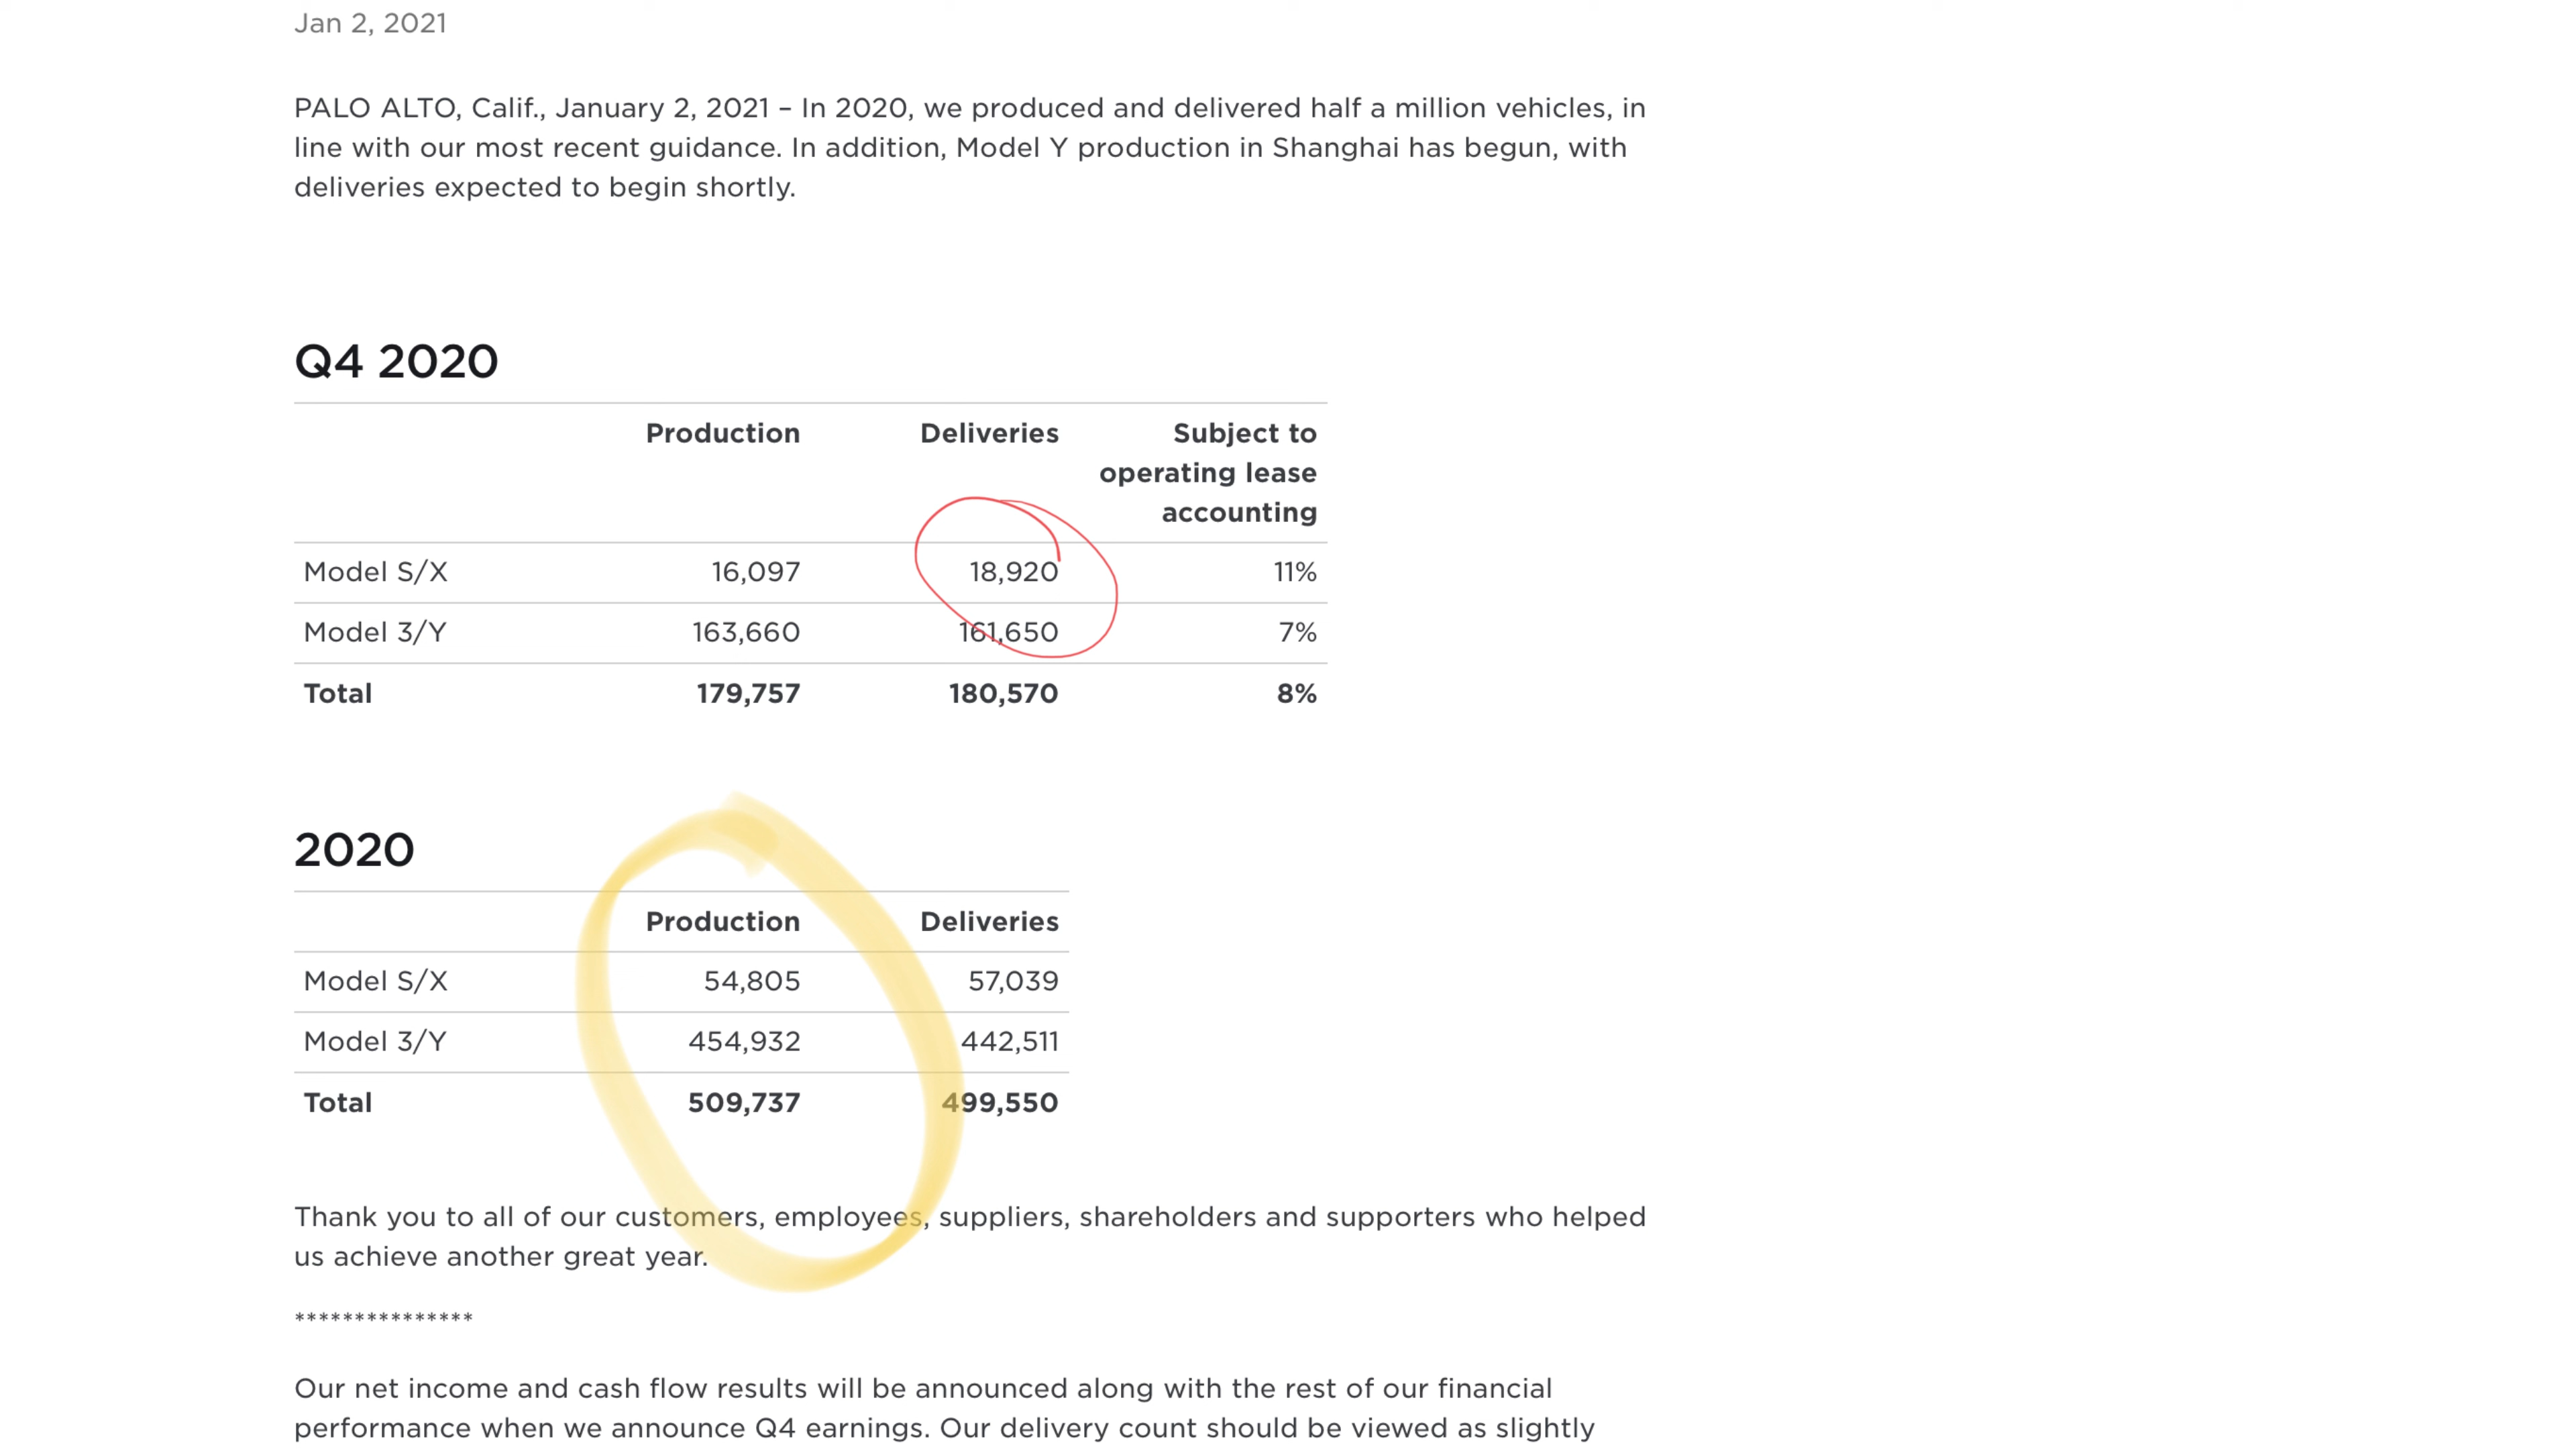 Jan 2, 2021
PALO ALTO, Calif., January 2, 2021 – In 2020, we produced and delivered half a million vehicles, in
line with our most recent guidance. In addition, Model Y production in Shanghai has begun, with
deliveries expected to begin shortly.
Q4 2020
Production Deliveries Subject to
operating lease
accounting
Model S/X 16,097 18,920 11%
Model 3/Y 163,660 161,650 7%
Total 179,757 180,570 8%
2020
Production Deliveries
Model S/X 54,805 57,039
Model 3/Y 454,932 442,511
Total 509,737 499,550
Thank you to all of our customers, employees, suppliers, shareholders and supporters who helped
us achieve another great year.
***************
Our net income and cash flow results will be announced along with the rest of our financial
performance when we announce Q4 earnings. Our delivery count should be viewed as slightly